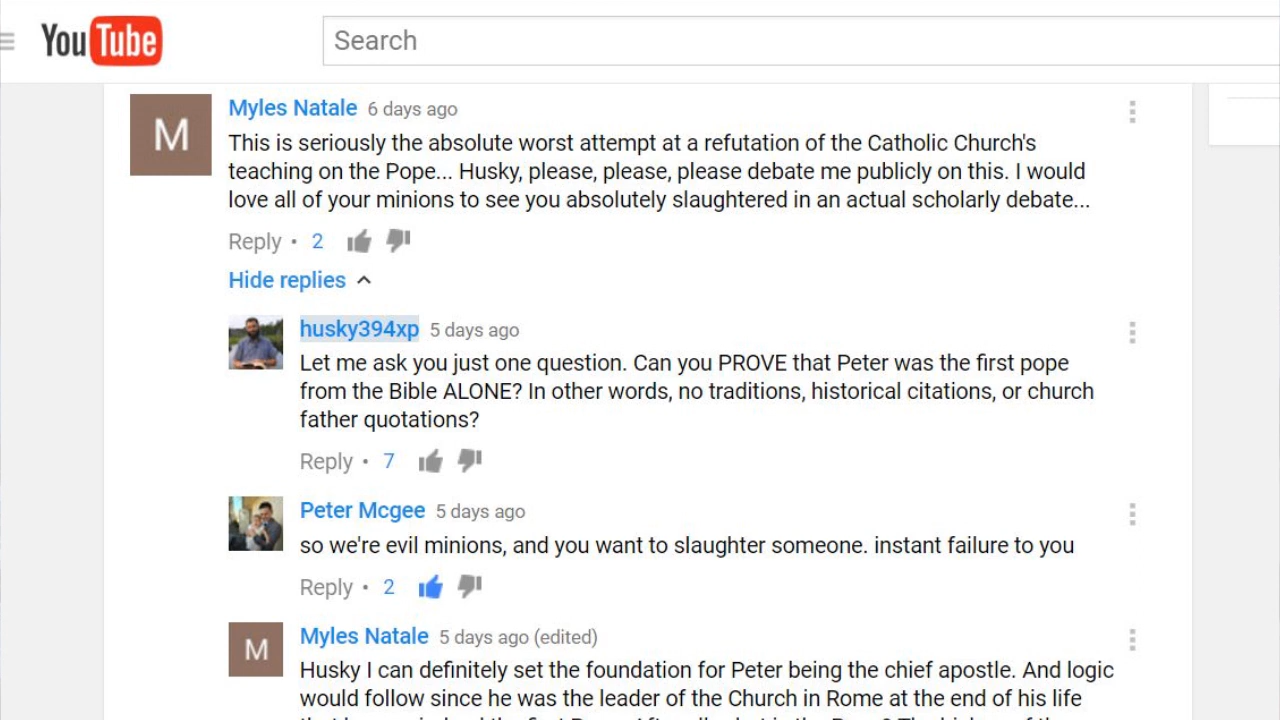 YouTube
Search
Myles Natale 6 days ago
This is seriously the absolute worst attempt at a refutation of the Catholic Church's
teaching on the Pope... Husky, please, please, please debate me publicly on this. I would
love all of your minions to see you absolutely slaughtered in an actual scholarly debate...
Reply • 2
Hide replies
husky394xp 5 days ago
Let me ask you just one question. Can you PROVE that Peter was the first pope
from the Bible ALONE? In other words, no traditions, historical citations, or church
father quotations?
Reply • 7
Peter Mcgee 5 days ago
so we're evil minions, and you want to slaughter someone. instant failure to you
Reply • 2
Myles Natale 5 days ago (edited)
Husky I can definitely set the foundation for Peter being the chief apostle. And logic
would follow since he was the leader of the Church in Rome at the end of his life
M
M